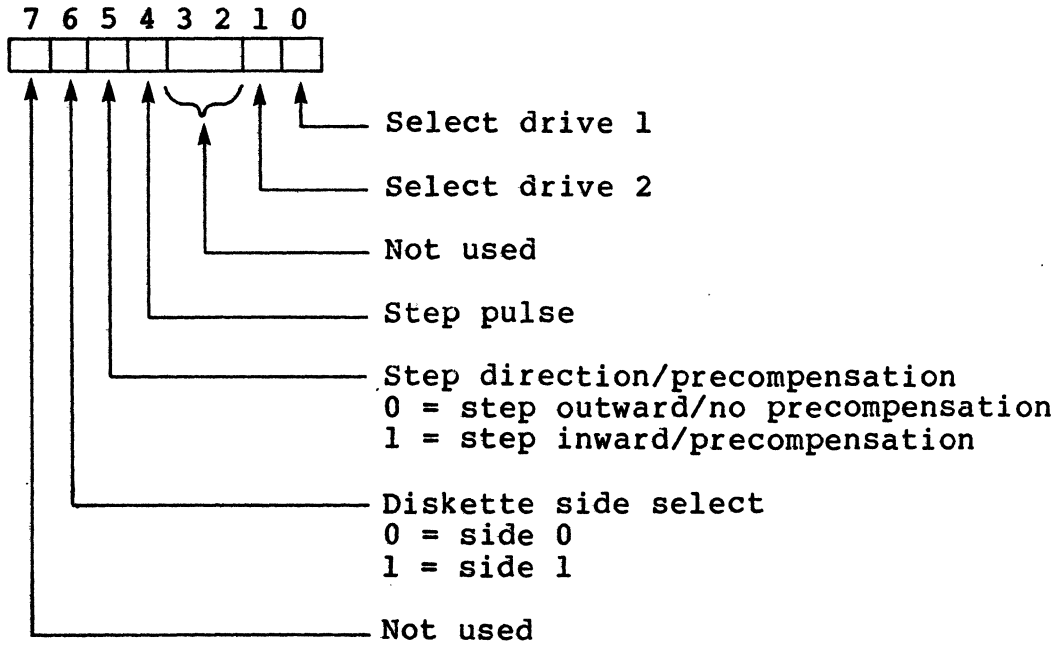 7 6 5 4 3 2 1 0
Select drive 1
Select drive 2
Not used
Step pulse
Step direction/precompensation
0 = step outward/no precompensation
1 = step inward/precompensation
Diskette side select
0 = side 0
1 = side 1
Not used